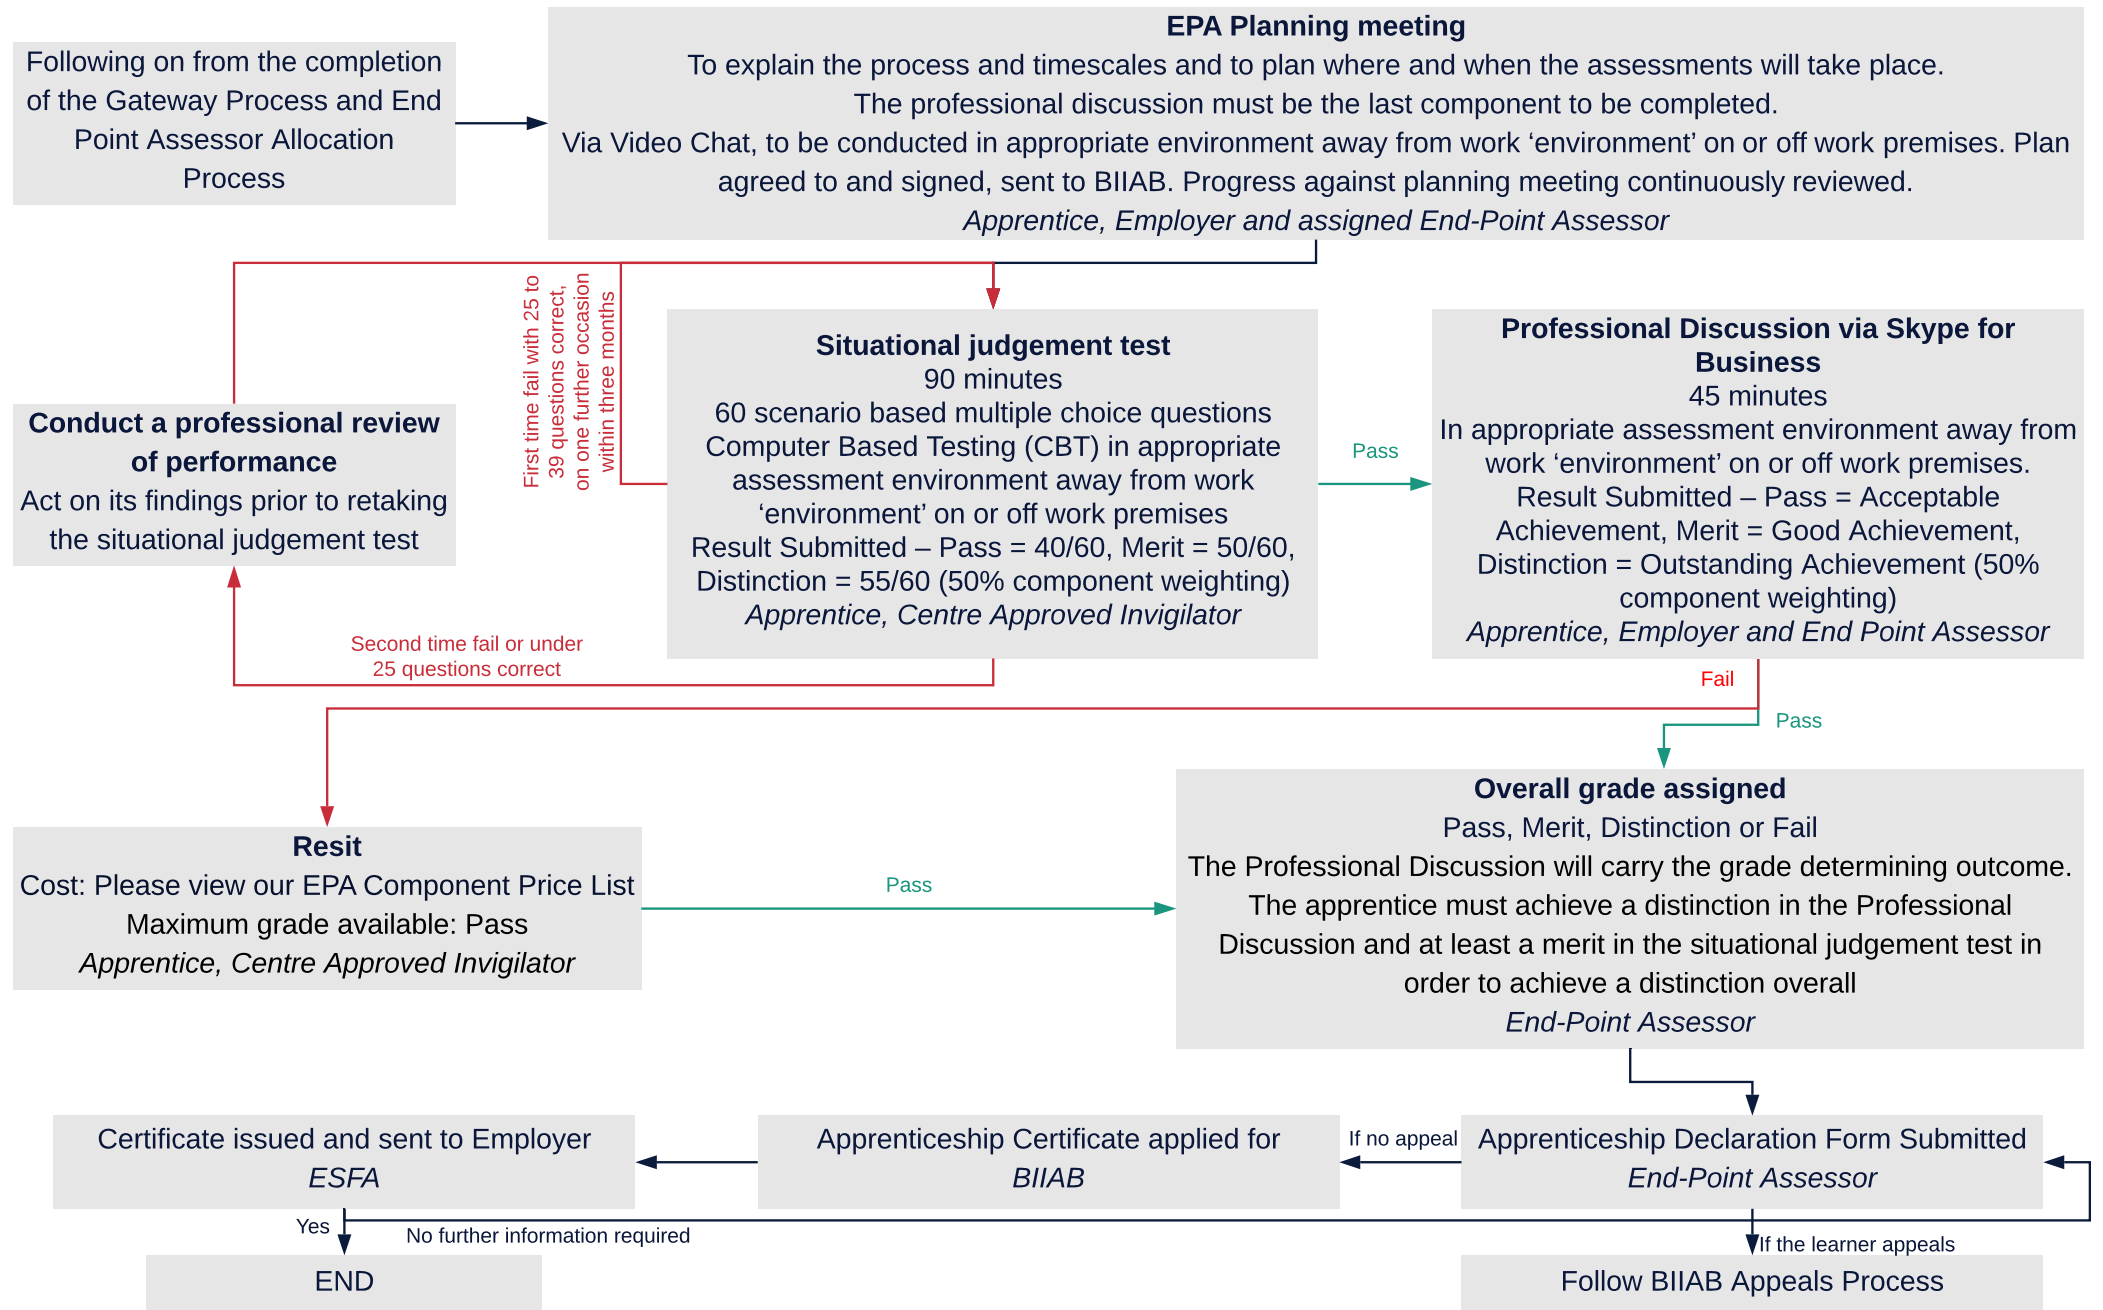 Following on from the completion
of the Gateway Process and End
Point Assessor Allocation
Process
EPA Planning meeting
To explain the process and timescales and to plan where and when the assessments will take place.
The professional discussion must be the last component to be completed.
Via Video Chat, to be conducted in appropriate environment away from work ‘environment’ on or off work premises. Plan
agreed to and signed, sent to BIIAB. Progress against planning meeting continuously reviewed.
Apprentice, Employer and assigned End-Point Assessor
First time fail with 25 to
39 questions correct,
on one further occasion
within three months
Situational judgement test
90 minutes
60 scenario based multiple choice questions
Computer Based Testing (CBT) in appropriate
assessment environment away from work
‘environment’ on or off work premises
Result Submitted – Pass = 40/60, Merit = 50/60,
Distinction = 55/60 (50% component weighting)
Apprentice, Centre Approved Invigilator
Pass
Professional Discussion via Skype for
Business
45 minutes
In appropriate assessment environment away from
work ‘environment’ on or off work premises.
Result Submitted – Pass = Acceptable
Achievement, Merit = Good Achievement,
Distinction = Outstanding Achievement (50%
component weighting)
Apprentice, Employer and End Point Assessor
Conduct a professional review
of performance
Act on its findings prior to retaking
the situational judgement test
Second time fail or under
25 questions correct
Fail
Pass
Resit
Cost: Please view our EPA Component Price List
Maximum grade available: Pass
Apprentice, Centre Approved Invigilator
Pass
Overall grade assigned
Pass, Merit, Distinction or Fail
The Professional Discussion will carry the grade determining outcome.
The apprentice must achieve a distinction in the Professional
Discussion and at least a merit in the situational judgement test in
order to achieve a distinction overall
End-Point Assessor
Certificate issued and sent to Employer
ESFA
Apprenticeship Certificate applied for
BIIAB
If no appeal
Apprenticeship Declaration Form Submitted
End-Point Assessor
Yes
No further information required
If the learner appeals
END
Follow BIIAB Appeals Process